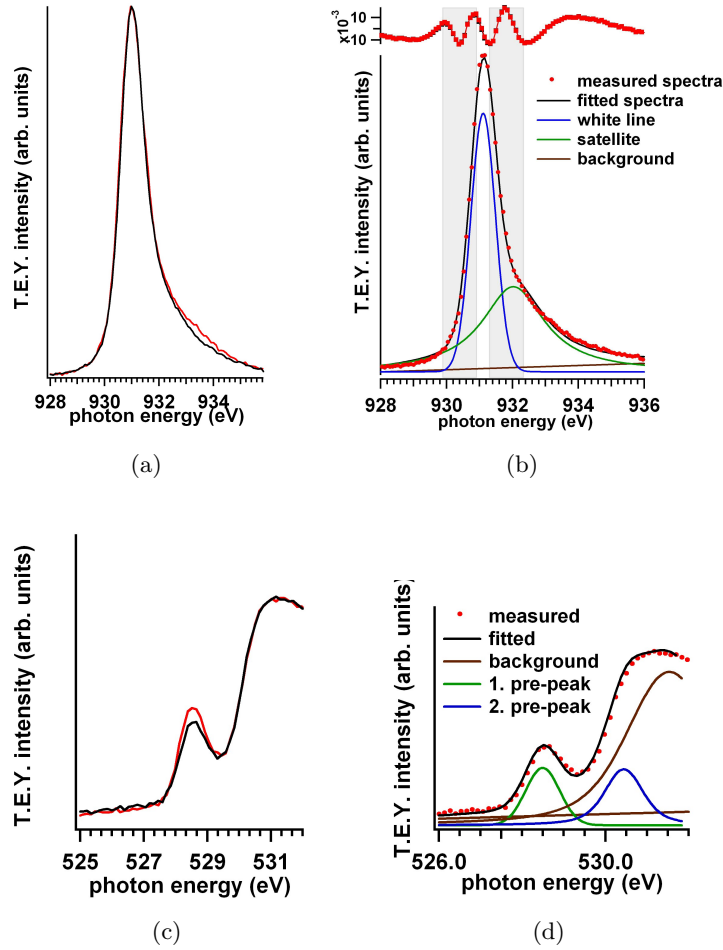 T.E.Y. intensity (arb. units)
928 930 932 934
photon energy (eV)
(a)
x10⁻³
10
10
T.E.Y. intensity (arb. units)
measured spectra
fitted spectra
white line
satellite
background
928 930 932 934 936
photon energy (eV)
(b)
T.E.Y. intensity (arb. units)
525 527 529 531
photon energy (eV)
(c)
T.E.Y. intensity (arb. units)
measured
fitted
background
1. pre-peak
2. pre-peak
526.0 530.0
photon energy (eV)
(d)